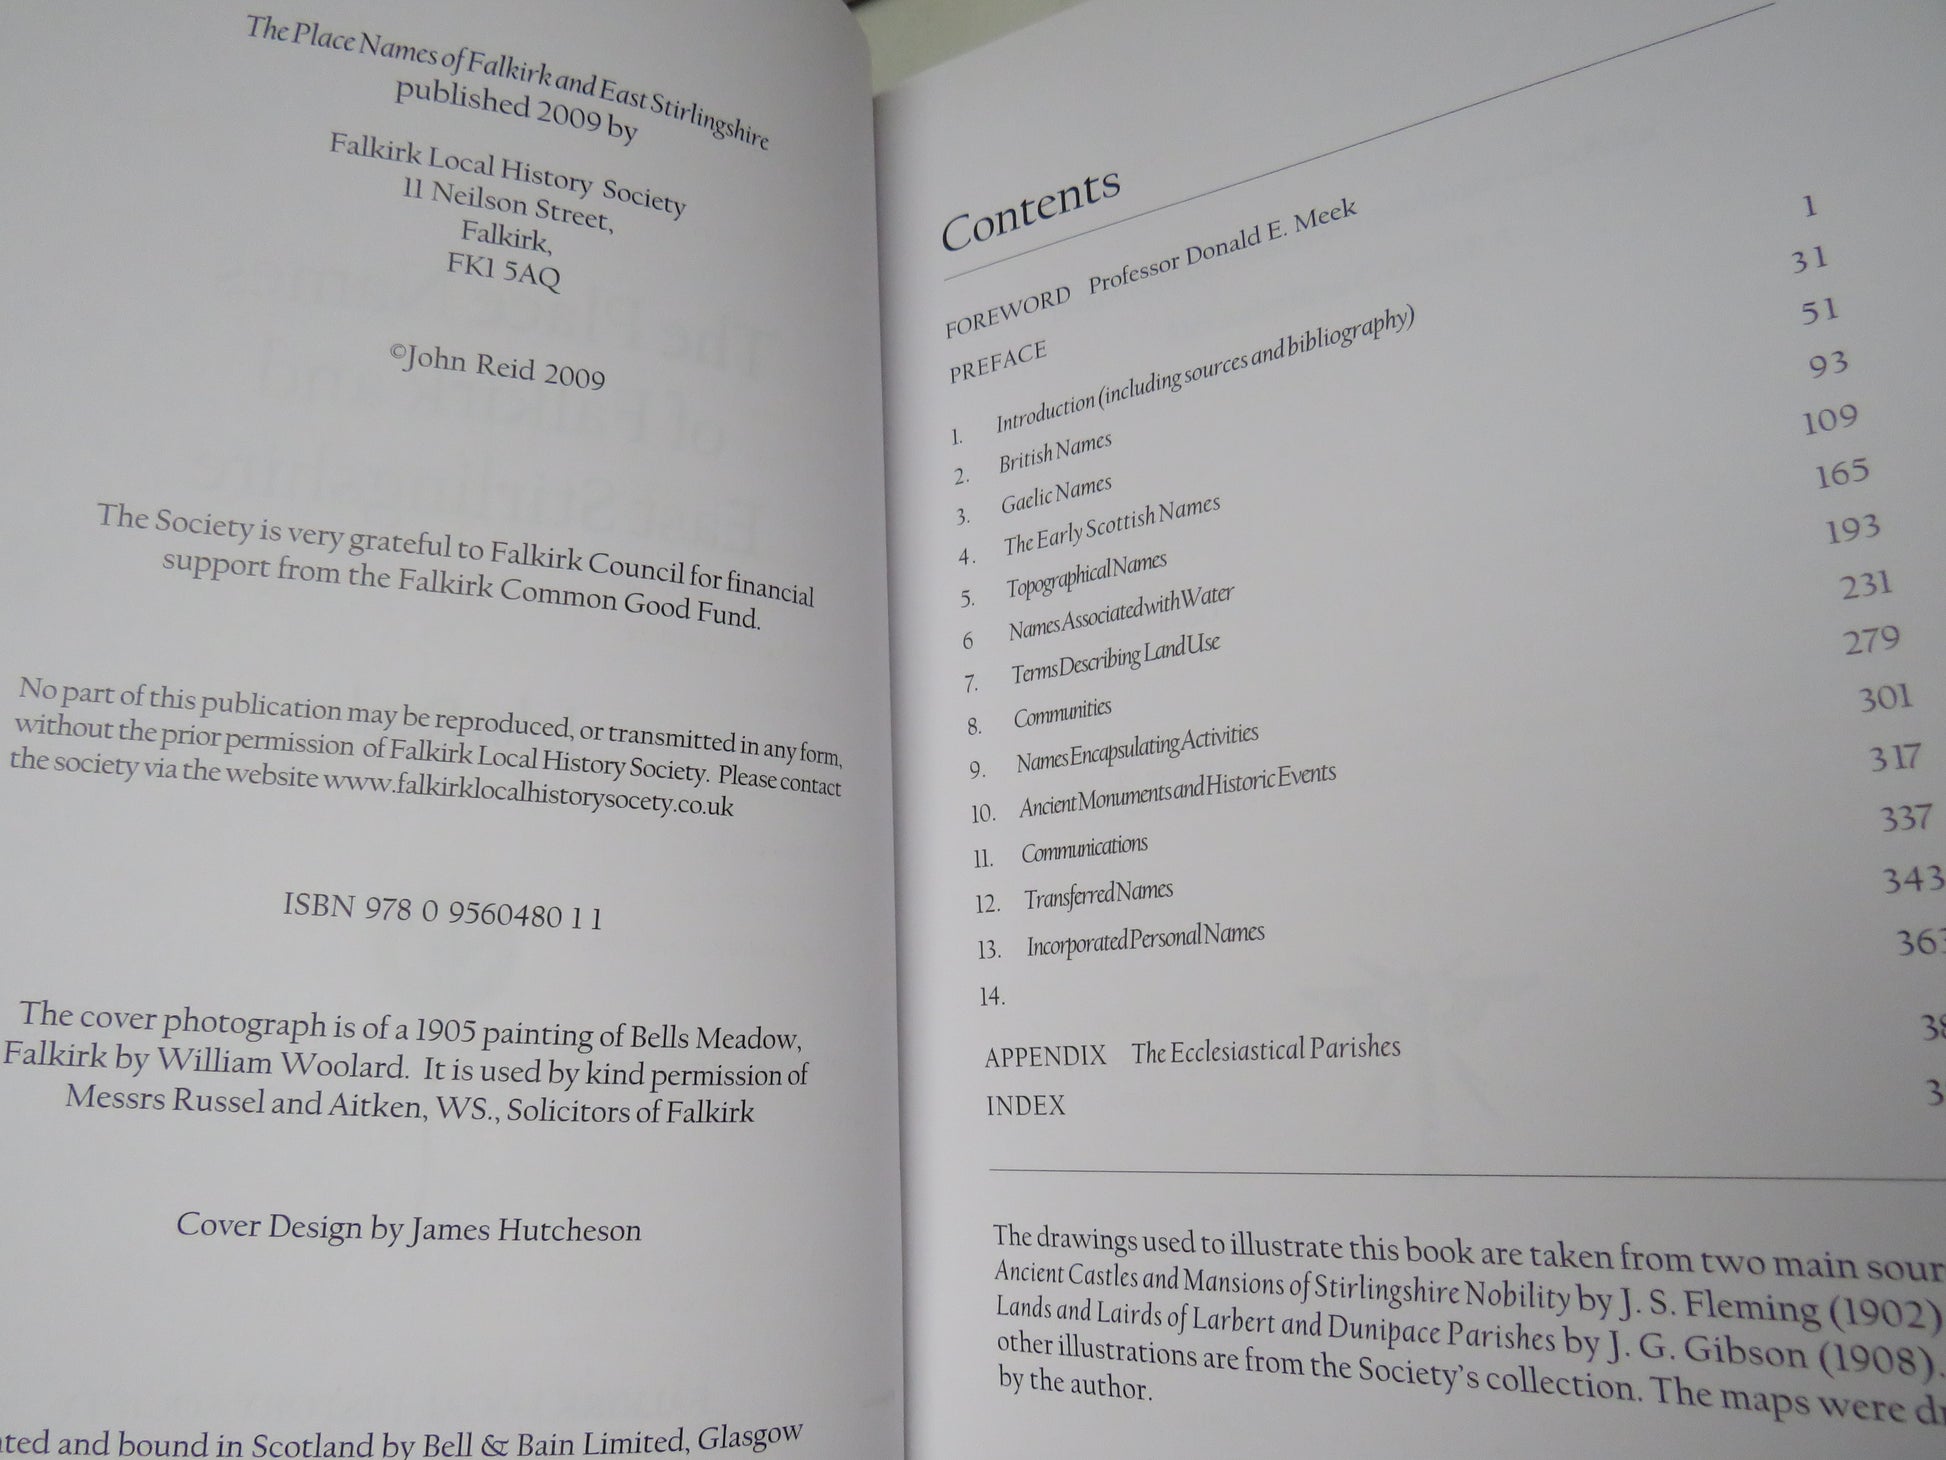 The Place Names of Falkirk and East Stirlingshire
published 2009 by
Falkirk Local History Society
11 Neilson Street,
Falkirk,
FK1 5AQ
©John Reid 2009
The Society is very grateful to Falkirk Council for financial
support from the Falkirk Common Good Fund.
No part of this publication may be reproduced, or transmitted in any form,
without the prior permission of Falkirk Local History Society. Please contact
the society via the website www.falkirklocalhistorysocety.co.uk
ISBN 978 0 9560480 1 1
The cover photograph is of a 1905 painting of Bells Meadow,
Falkirk by William Woolard. It is used by kind permission of
Messrs Russel and Aitken, WS., Solicitors of Falkirk
Cover Design by James Hutcheson
and bound in Scotland by Bell & Bain Limited, Glasgow
Contents
FOREWORD Professor Donald E. Meek
PREFACE
1. Introduction (including sources and bibliography) 1
2. British Names 31
3. Gaelic Names 51
4. The Early Scottish Names 93
5. Topographical Names 109
6 Names Associated with Water 165
7. Terms Describing Land Use 193
8. Communities 231
9. Names Encapsulating Activities 279
10. Ancient Monuments and Historic Events 301
11. Communications 317
12. Transferred Names 337
13. Incorporated Personal Names 343
14. 363
APPENDIX The Ecclesiastical Parishes
INDEX
The drawings used to illustrate this book are taken from two main
Ancient Castles and Mansions of Stirlingshire Nobility by J. S. Fleming (1902)
Lands and Lairds of Larbert and Dunipace Parishes by J. G. Gibson (1908).
other illustrations are from the Society's collection. The maps were
by the author.